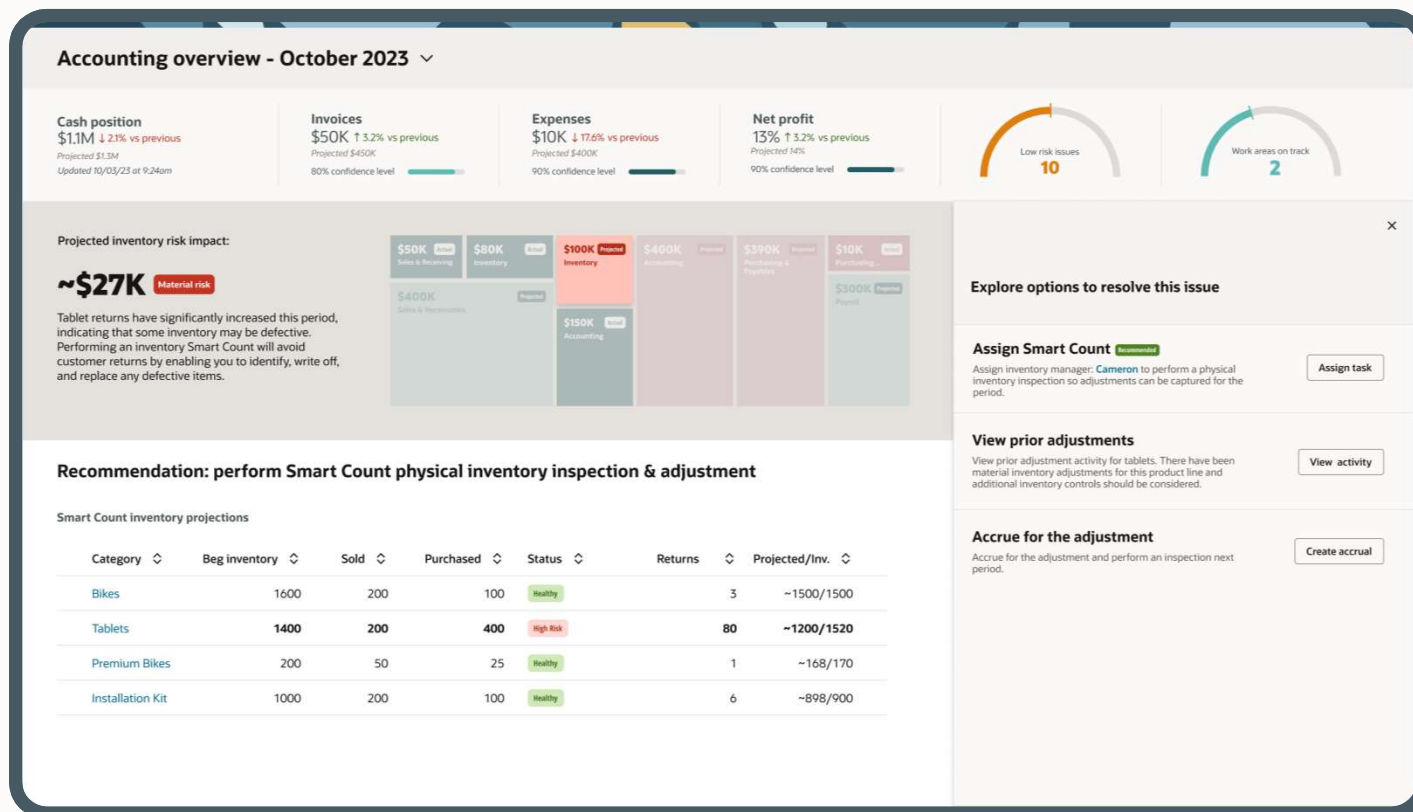 Accounting overview - October 2023
Cash position
$1.1M ↓ 2.1% vs previous
Projected $1.3M
Updated 10/03/23 at 9:24am
Invoices
$50K ↑ 3.2% vs previous
Projected $450K
80% confidence level
Expenses
$10K ↓ 17.6% vs previous
Projected $400K
90% confidence level
Net profit
13% ↑ 3.2% vs previous
Projected 14%
90% confidence level
Low risk issues
10
Work areas on track
2
Projected inventory risk impact:
~$27K Material risk
Tablet returns have significantly increased this period,
indicating that some inventory may be defective.
Performing an inventory Smart Count will avoid
customer returns by enabling you to identify, write off,
and replace any defective items.
$50K Actual
Sales & Receiving
$80K Actual
Inventory
$100K Projected
Inventory
$400K Projected
Accounting
$390K Projected
Purchasing &
Payables
$10K Actual
Purchasing...
$400K Projected
$150K Actual
Accounting
$300K Projected
Payroll
×
Explore options to resolve this issue
Assign Smart Count Recommended
Assign inventory manager: Cameron to perform a physical
inventory inspection so adjustments can be captured for the
period.
Assign task
View prior adjustments
View prior adjustment activity for tablets. There have been
material inventory adjustments for this product line and
additional inventory controls should be considered.
View activity
Accrue for the adjustment
Accrue for the adjustment and perform an inspection next
period.
Create accrual
Recommendation: perform Smart Count physical inventory inspection & adjustment
Smart Count inventory projections
Category Beg inventory Sold Purchased Status Returns Projected/Inv.
Bikes 1600 200 100 Healthy 3 ~1500/1500
Tablets 1400 200 400 High Risk 80 ~1200/1520
Premium Bikes 200 50 25 Healthy 1 ~168/170
Installation Kit 1000 200 100 Healthy 6 ~898/900